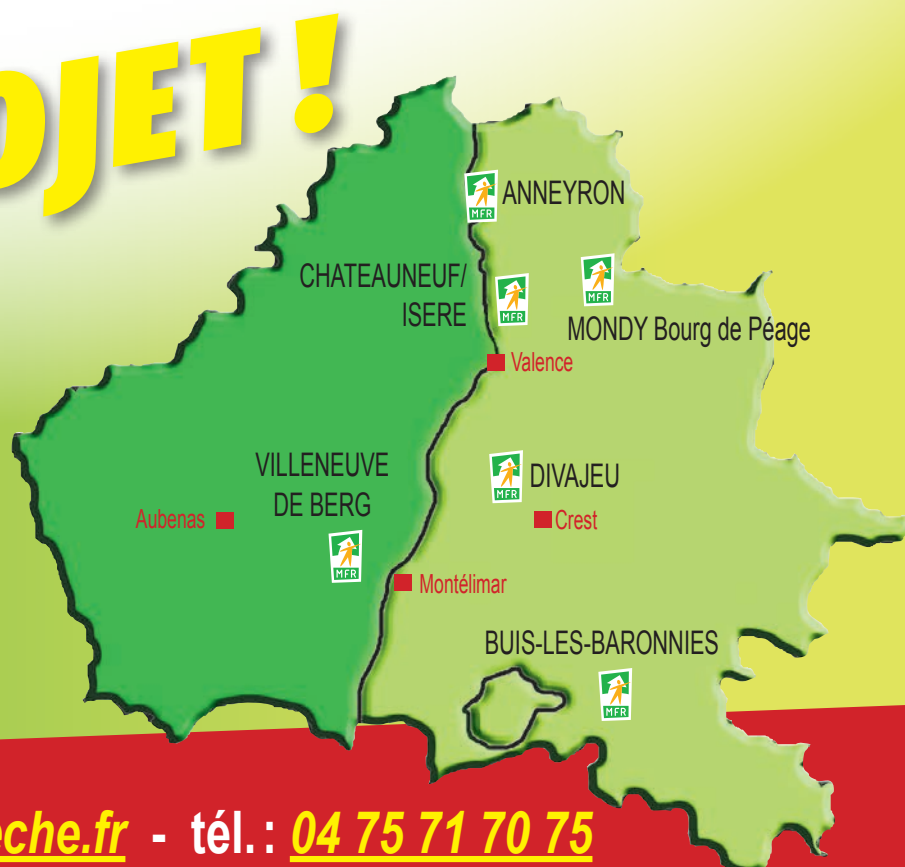 OJET !
MFR
ANNEYRON
CHATEAUNEUF/
ISERE
MFR
MFR
MONDY Bourg de Péage
Valence
VILLENEUVE
DE BERG
MFR
DIVAJEU
Aubenas
Crest
MFR
Montélimar
BUIS-LES-BARONNIES
MFR
eche.fr - tél. : 04 75 71 70 75